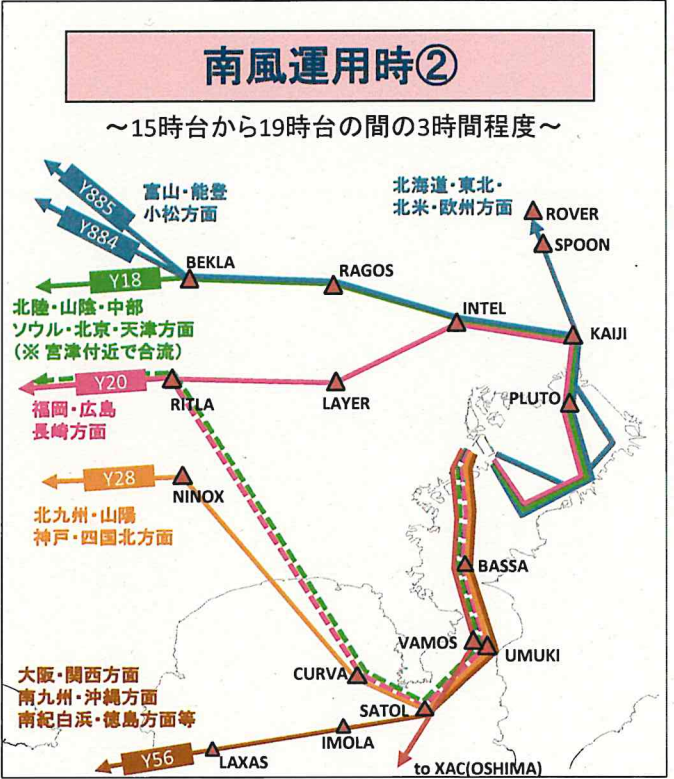 南風運用時②
～15時台から19時台の間の3時間程度～
Y885
Y884
富山・能登
小松方面
北海道・東北・
北米・欧州方面
ROVER
SPOON
BEKLA
RAGOS
Y18
INTEL
KAIJI
北陸・山陰・中部
ソウル・北京・天津方面
（※ 宮津付近で合流）
Y20
RITLA
LAYER
PLUTO
福岡・広島
長崎方面
Y28
NINOX
北九州・山陽
神戸・四国北方面
BASSA
VAMOS
UMUKI
大阪・関西方面
南九州・沖縄方面
南紀白浜・徳島方面等
CURVA
SATOL
IMOLA
LAXAS
Y56
to XAC(OSHIMA)